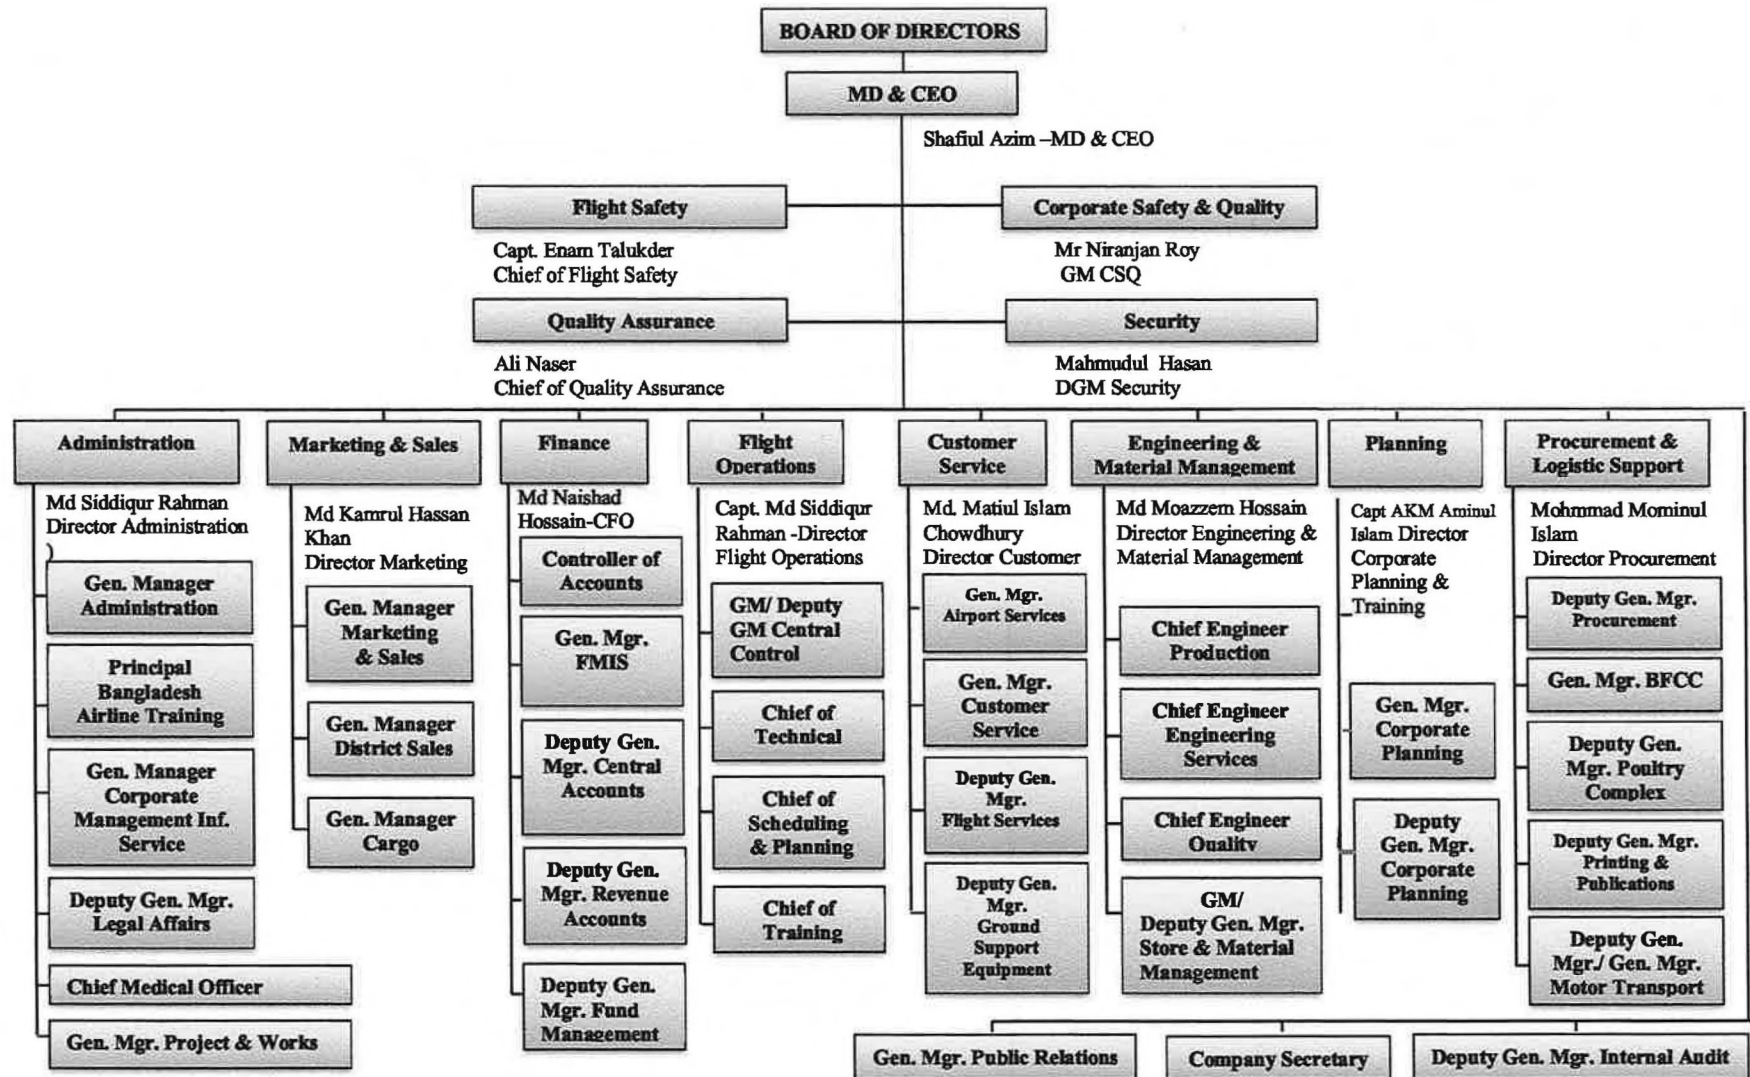 BOARD OF DIRECTORS
MD & CEO
Shafiul Azim –MD & CEO
Flight Safety
Corporate Safety & Quality
Capt. Enam Talukder
Chief of Flight Safety
Mr Niranjan Roy
GM CSQ
Quality Assurance
Security
Ali Naser
Chief of Quality Assurance
Mahmudul Hasan
DGM Security
Administration
Md Siddiqur Rahman
Director Administration
)
Gen. Manager
Administration
Principal
Bangladesh
Airline Training
Gen. Manager
Corporate
Management Inf.
Service
Deputy Gen. Mgr.
Legal Affairs
Chief Medical Officer
Gen. Mgr. Project & Works
Marketing & Sales
Md Kamrul Hassan
Khan
Director Marketing
Gen. Manager
Marketing
& Sales
Gen. Manager
District Sales
Gen. Manager
Cargo
Finance
Md Naishad
Hossain-CFO
Controller of
Accounts
Gen. Mgr.
FMIS
Deputy Gen.
Mgr. Central
Accounts
Deputy Gen.
Mgr. Revenue
Accounts
Deputy Gen.
Mgr. Fund
Management
Flight
Operations
Capt. Md Siddiqur
Rahman -Director
Flight Operations
GM/ Deputy
GM Central
Control
Chief of
Technical
Chief of
Scheduling
& Planning
Chief of
Training
Customer
Service
Md. Matiul Islam
Chowdhury
Director Customer
Gen. Mgr.
Airport Services
Gen. Mgr.
Customer
Service
Deputy Gen.
Mgr.
Flight Services
Deputy Gen.
Mgr.
Ground
Support
Equipment
Engineering &
Material Management
Md Moazzem Hossain
Director Engineering &
Material Management
Chief Engineer
Production
Chief Engineer
Engineering
Services
Chief Engineer
Quality
GM/
Deputy Gen. Mgr.
Store & Material
Management
Planning
Capt AKM Aminul
Islam Director
Corporate
Planning &
Training
Gen. Mgr.
Corporate
Planning
Deputy
Gen. Mgr.
Corporate
Planning
Procurement &
Logistic Support
Mohmmad Mominul
Islam
Director Procurement
Deputy Gen. Mgr.
Procurement
Gen. Mgr. BFCC
Deputy Gen.
Mgr. Poultry
Complex
Deputy Gen. Mgr.
Printing &
Publications
Deputy Gen.
Mgr./ Gen. Mgr.
Motor Transport
Gen. Mgr. Public Relations
Company Secretary
Deputy Gen. Mgr. Internal Audit